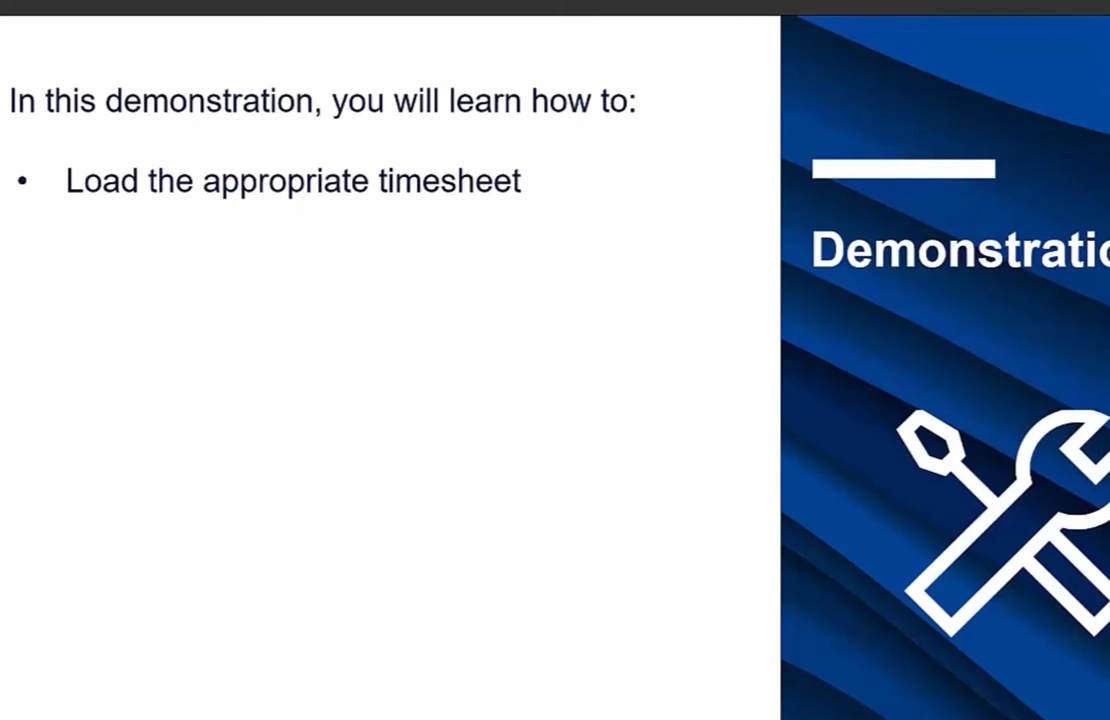 In this demonstration, you will learn how to:
• Load the appropriate timesheet
Demonstratio